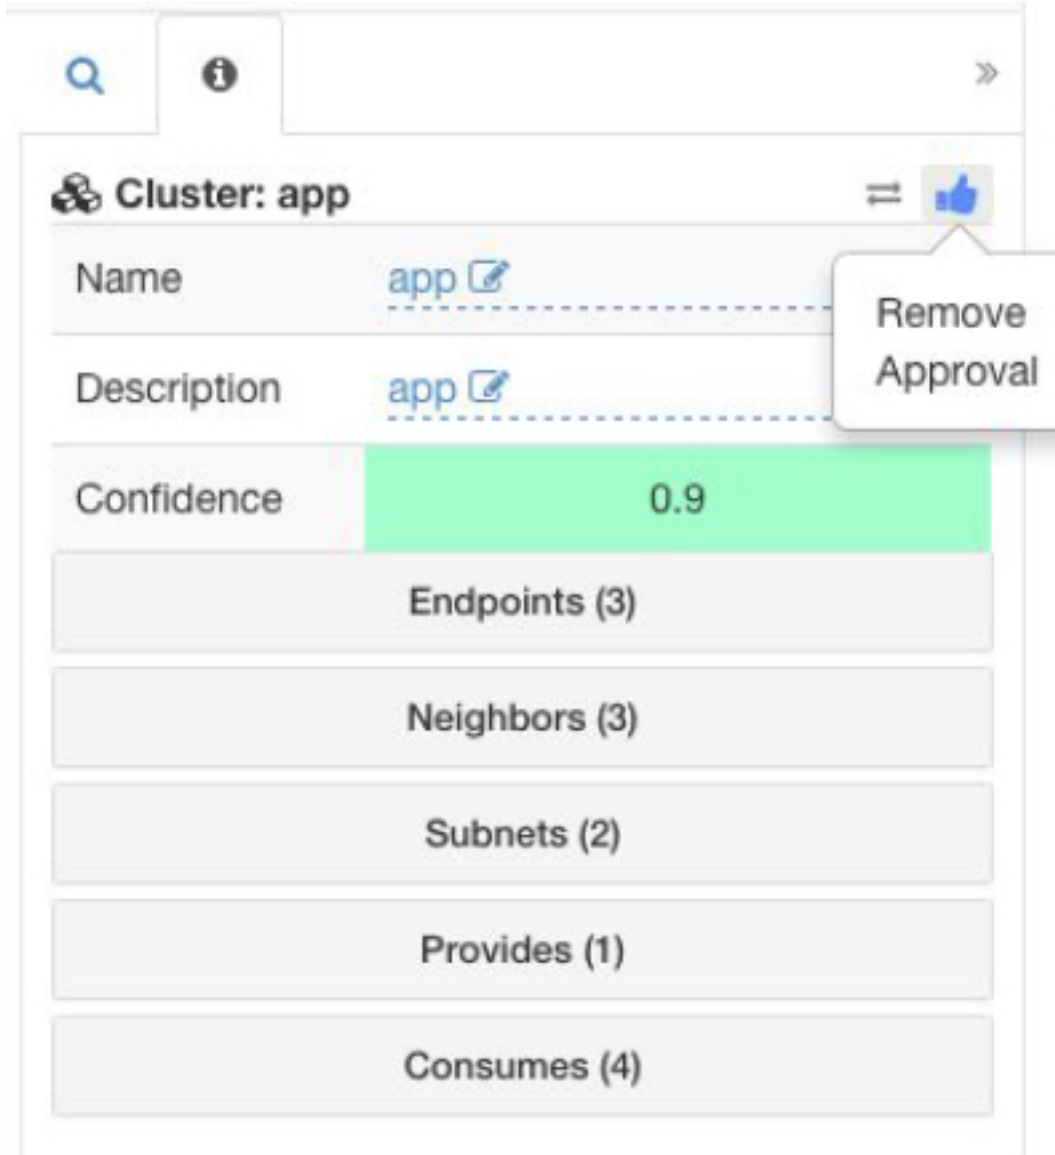 Cluster: app
Name app
Remove
Approval
Description app
Confidence 0.9
Endpoints (3)
Neighbors (3)
Subnets (2)
Provides (1)
Consumes (4)